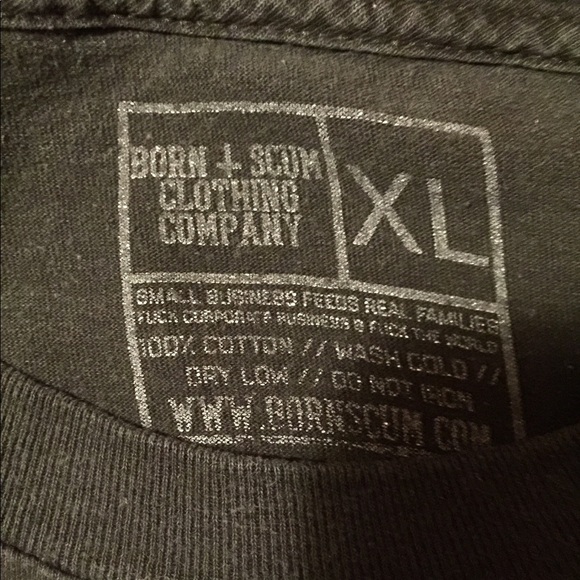 BORN + SCUM
CLOTHING
COMPANY
XL
SMALL BUSINESS FEEDS REAL FAMILIES
FUCK CORPORATE BUSINESS & FUCK THE WORLD
100% COTTON // WASH COLD //
DRY LOW // DO NOT IRON
WWW.BORNSCUM.COM